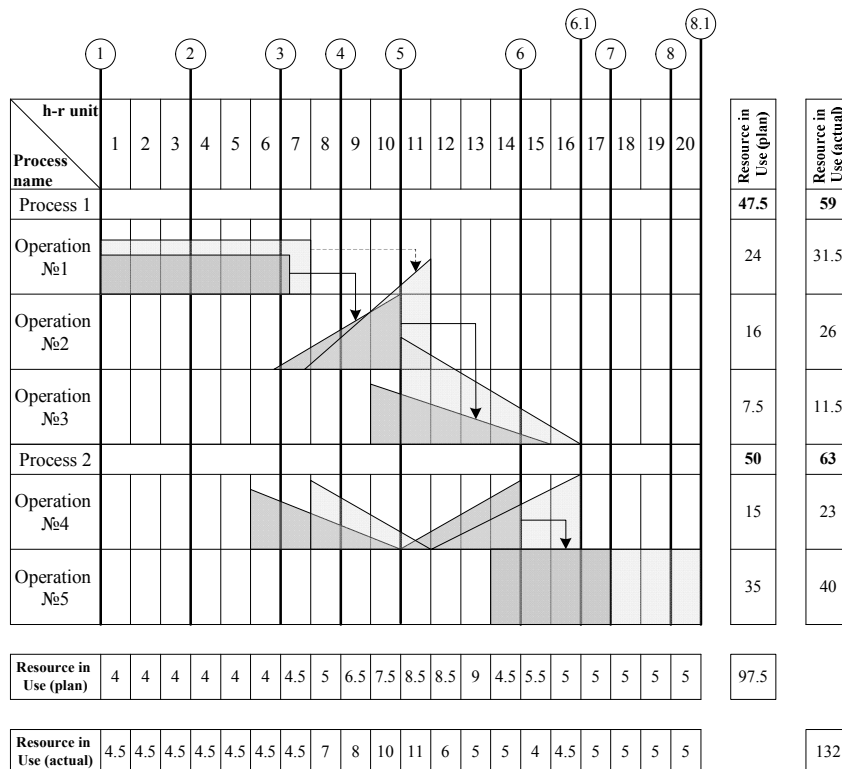 6.1 8.1
1 2 3 4 5 6 7 8
h-r unit
Process
name
1 2 3 4 5 6 7 8 9 10 11 12 13 14 15 16 17 18 19 20
Resource in
Use (plan)
Resource in
Use (actual)
Process 1 47.5 59
Operation
№1
24 31.5
Operation
№2
16 26
Operation
№3
7.5 11.5
Process 2 50 63
Operation
№4
15 23
Operation
№5
35 40
Resource in
Use (plan)
4 4 4 4 4 4 4.5 5 6.5 7.5 8.5 8.5 9 4.5 5.5 5 5 5 5 5 97.5
Resource in
Use (actual)
4.5 4.5 4.5 4.5 4.5 4.5 4.5 7 8 10 11 6 5 5 4 4.5 5 5 5 5 132